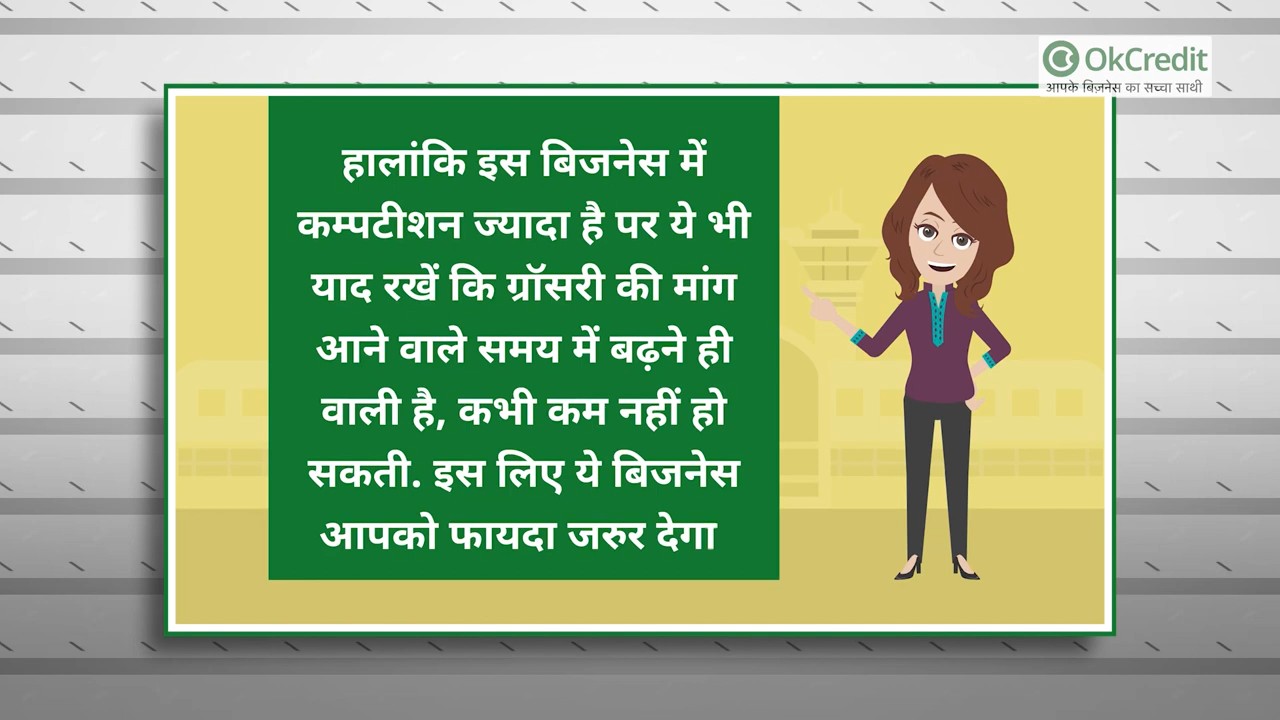 OkCredit
आपके बिज़नेस का सच्चा साथी
हालांकि इस बिजनेस में
कम्पटीशन ज्यादा है पर ये भी
याद रखें कि ग्रॉसरी की मांग
आने वाले समय में बढ़ने ही
वाली है, कभी कम नहीं हो
सकती. इस लिए ये बिजनेस
आपको फायदा जरुर देगा